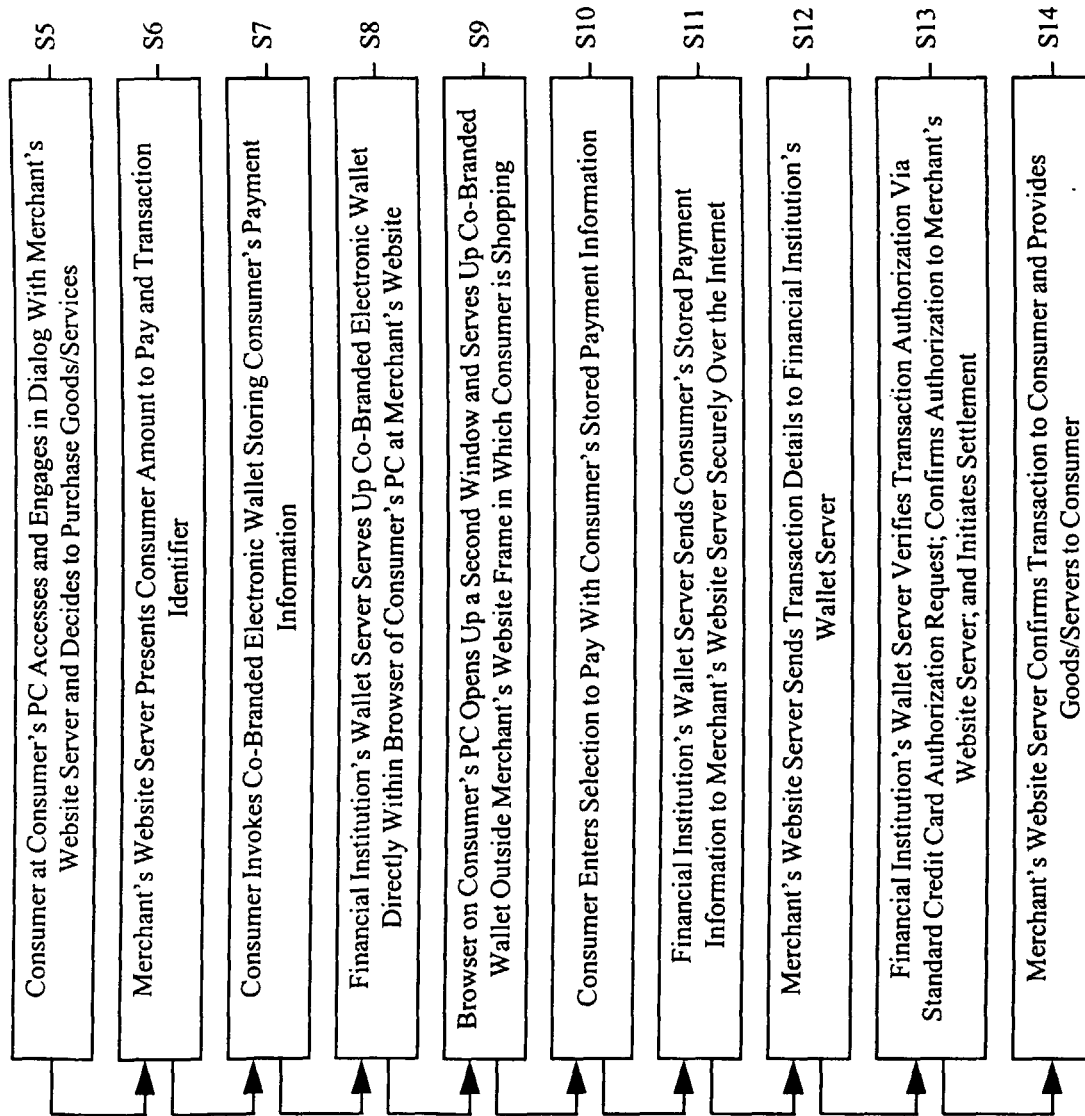 Consumer at Consumer's PC Accesses and Engages in Dialog With Merchant's
Website Server and Decides to Purchase Goods/Services
S5
Merchant's Website Server Presents Consumer Amount to Pay and Transaction
Identifier
S6
Consumer Invokes Co-Branded Electronic Wallet Storing Consumer's Payment
Information
S7
Financial Institution's Wallet Server Serves Up Co-Branded Electronic Wallet
Directly Within Browser of Consumer's PC at Merchant's Website
S8
Browser on Consumer's PC Opens Up a Second Window and Serves Up Co-Branded
Wallet Outside Merchant's Website Frame in Which Consumer is Shopping
S9
Consumer Enters Selection to Pay With Consumer's Stored Payment Information
S10
Financial Institution's Wallet Server Sends Consumer's Stored Payment
Information to Merchant's Website Server Securely Over the Internet
S11
Merchant's Website Server Sends Transaction Details to Financial Institution's
Wallet Server
S12
Financial Institution's Wallet Server Verifies Transaction Authorization Via
Standard Credit Card Authorization Request; Confirms Authorization to Merchant's
Website Server; and Initiates Settlement
S13
Merchant's Website Server Confirms Transaction to Consumer and Provides
Goods/Servers to Consumer
S14